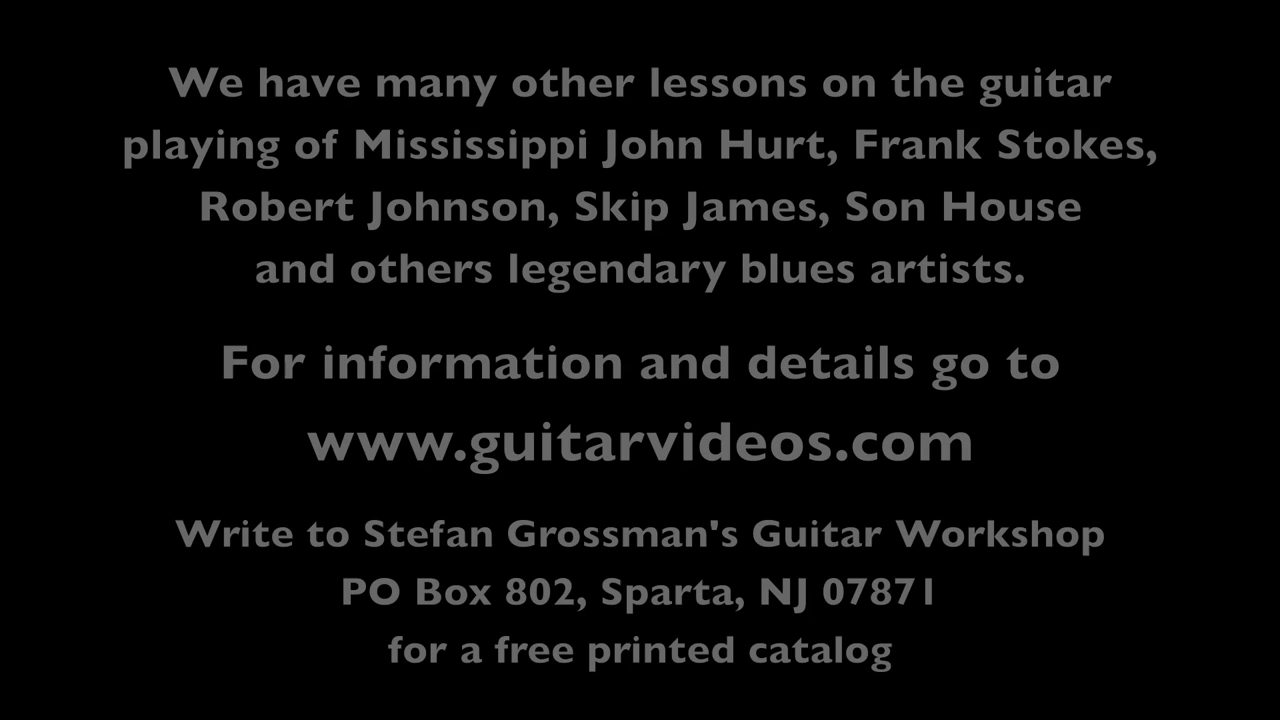 We have many other lessons on the guitar
playing of Mississippi John Hurt, Frank Stokes,
Robert Johnson, Skip James, Son House
and others legendary blues artists.
For information and details go to
www.guitarvideos.com
Write to Stefan Grossman's Guitar Workshop
PO Box 802, Sparta, NJ 07871
for a free printed catalog